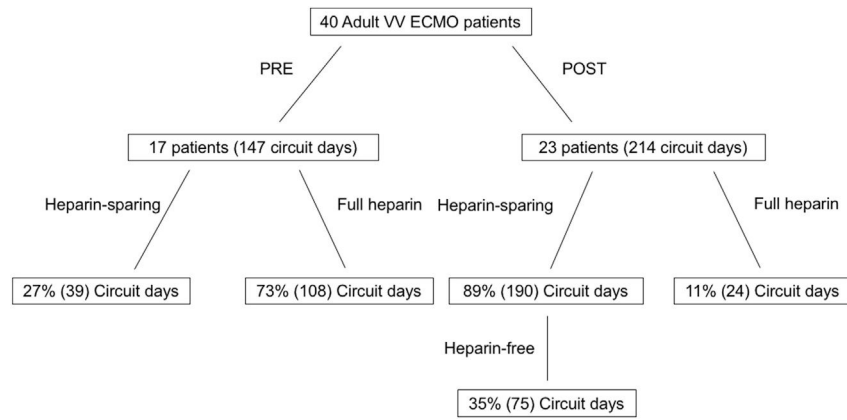 40 Adult VV ECMO patients
PRE
POST
17 patients (147 circuit days)
23 patients (214 circuit days)
Heparin-sparing
Full heparin
Heparin-sparing
Full heparin
27% (39) Circuit days
73% (108) Circuit days
89% (190) Circuit days
11% (24) Circuit days
Heparin-free
35% (75) Circuit days